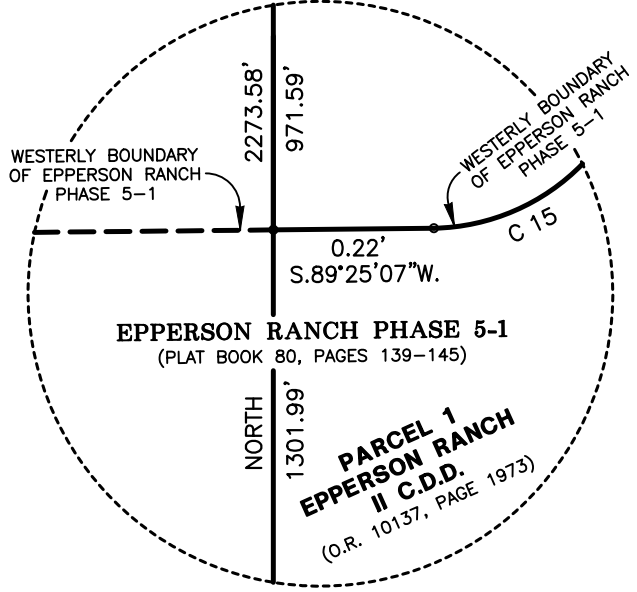 2273.58'
971.59'
WESTERLY BOUNDARY
OF EPPERSON RANCH
PHASE 5-1
WESTERLY BOUNDARY
OF EPPERSON RANCH
PHASE 5-1
C 15
0.22'
S.89°25'07"W.
EPPERSON RANCH PHASE 5-1
(PLAT BOOK 80, PAGES 139-145)
NORTH
1301.99'
PARCEL 1
EPPERSON RANCH
II C.D.D.
(O.R. 10137, PAGE 1973)